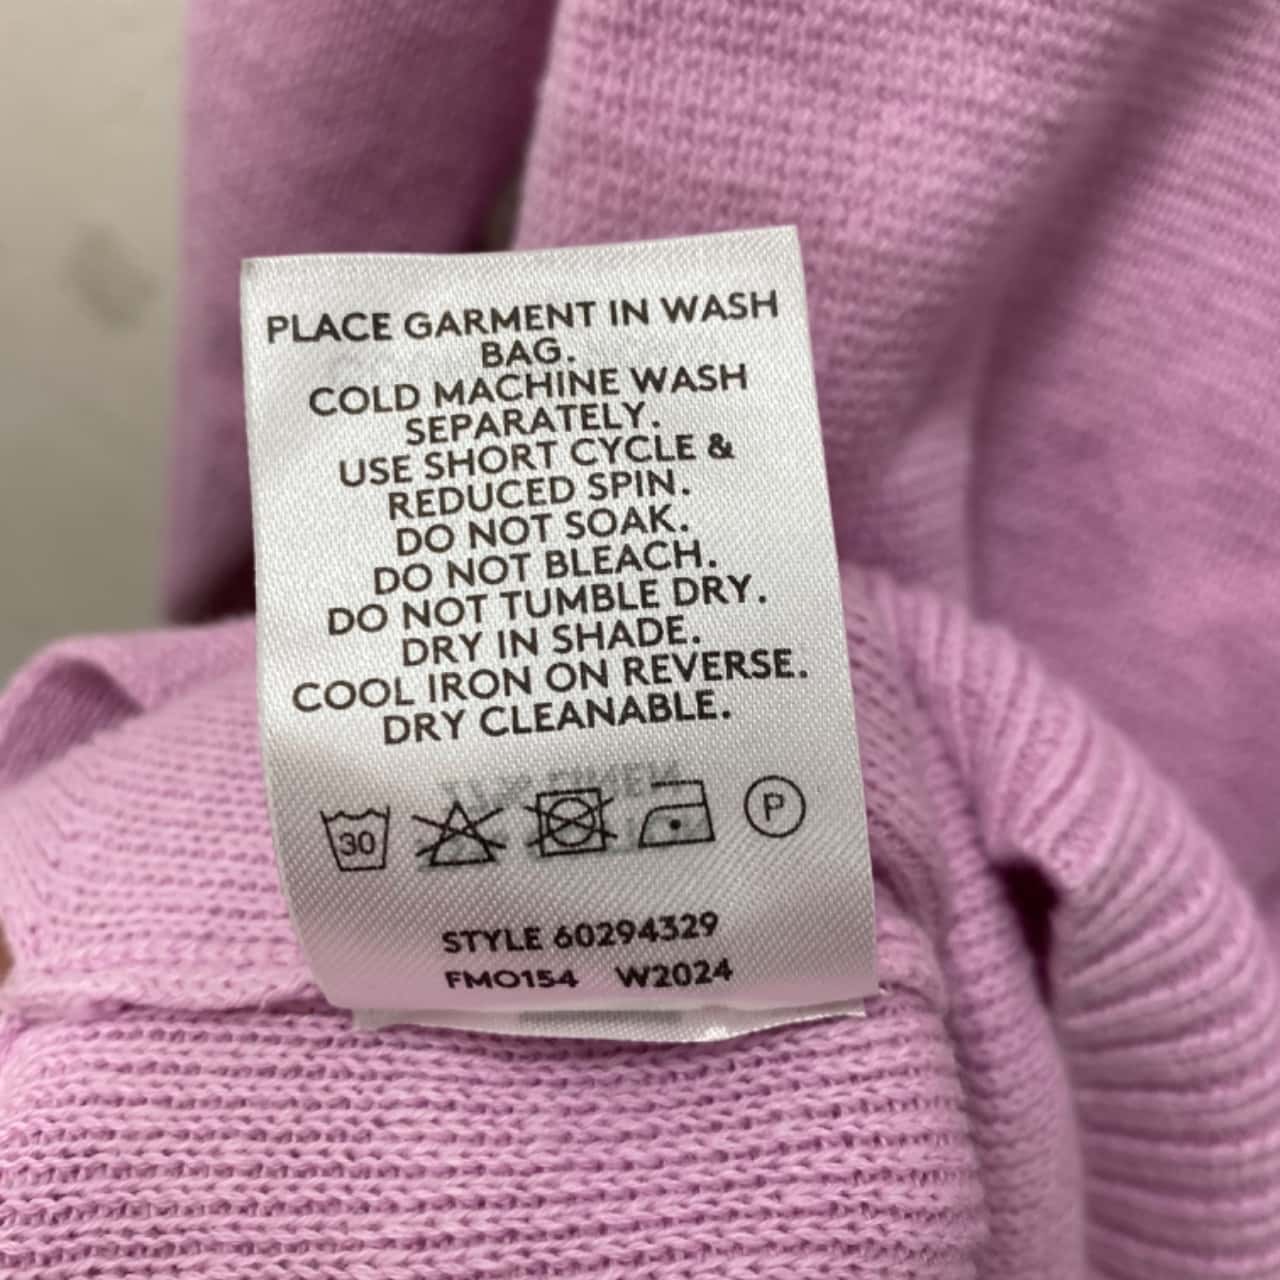 PLACE GARMENT IN WASH
BAG.
COLD MACHINE WASH
SEPARATELY.
USE SHORT CYCLE &
REDUCED SPIN.
DO NOT SOAK.
DO NOT BLEACH.
DO NOT TUMBLE DRY.
DRY IN SHADE.
COOL IRON ON REVERSE.
DRY CLEANABLE.
30 P
STYLE 60294329
FMO154 W2024